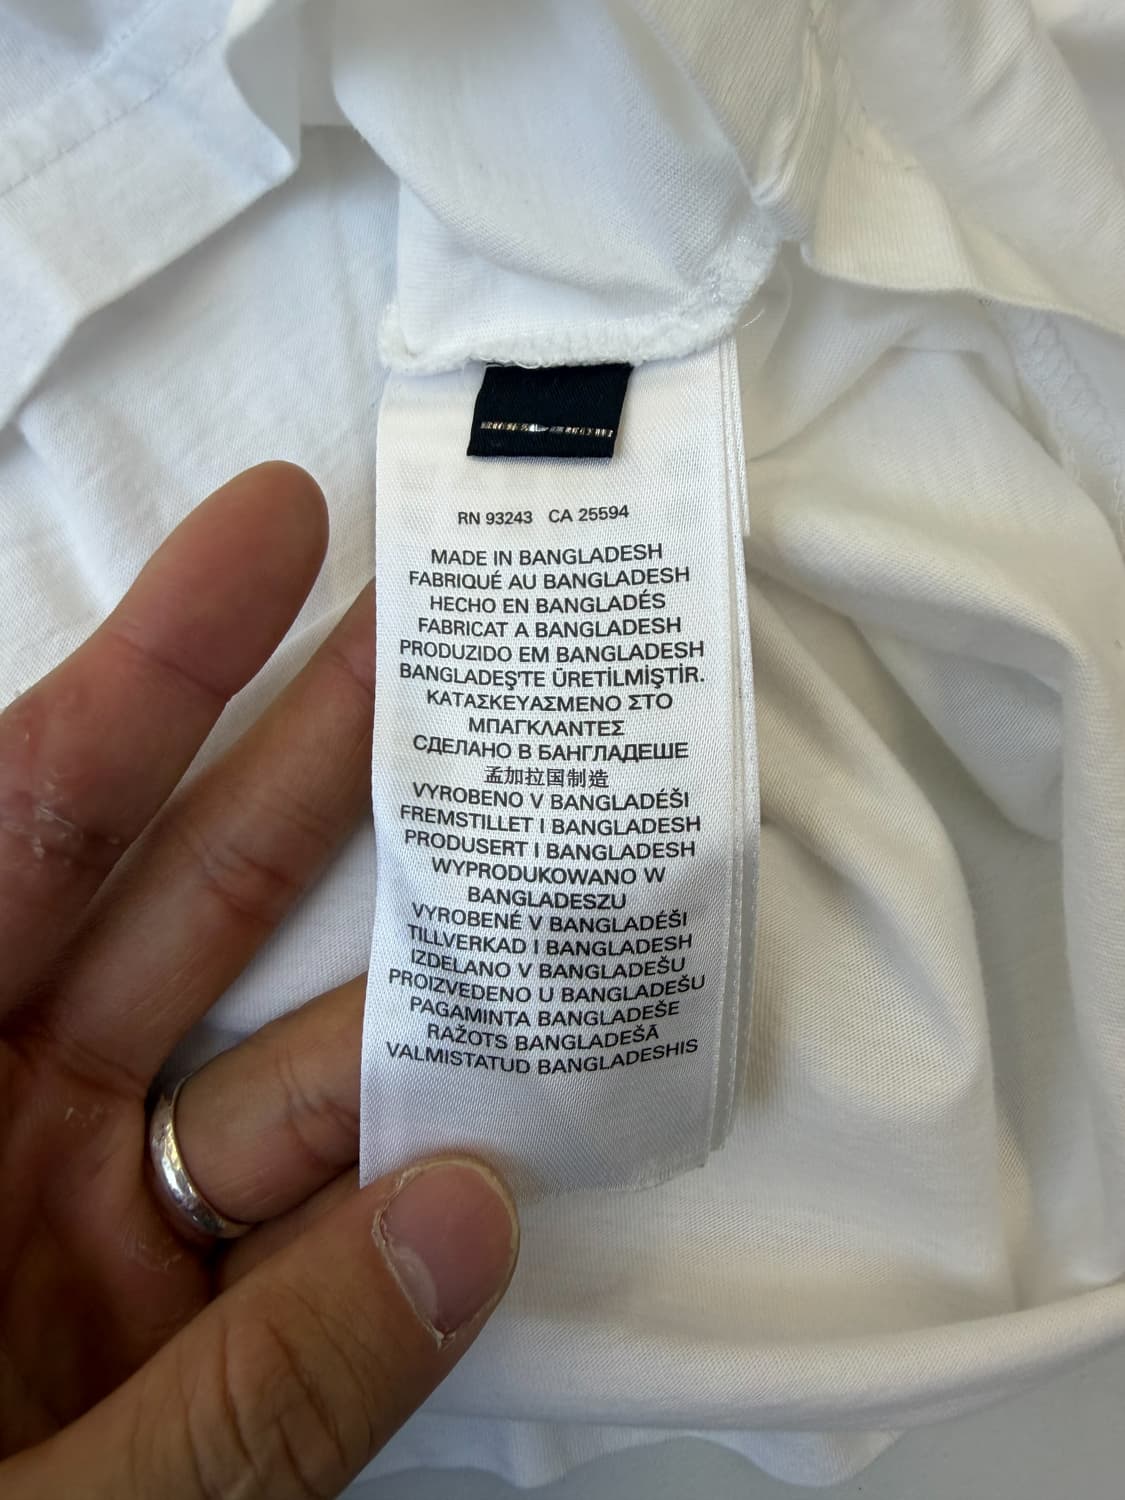 RN 93243 CA 25594
MADE IN BANGLADESH
FABRIQUÉ AU BANGLADESH
HECHO EN BANGLADÉS
FABRICAT A BANGLADESH
PRODUZIDO EM BANGLADESH
BANGLADEŞ'TE ÜRETİLMİŞTİR.
ΚΑΤΑΣΚΕΥΑΣΜΕΝΟ ΣΤΟ
ΜΠΑΓΚΛΑΝΤΕΣ
СДЕЛАНО В БАНГЛАДЕШЕ
孟加拉国制造
VYROBENO V BANGLADÉŠI
FREMSTILLET I BANGLADESH
PRODUSERT I BANGLADESH
WYPRODUKOWANO W
BANGLADESZU
VYROBENÉ V BANGLADÉŠI
TILLVERKAD I BANGLADESH
IZDELANO V BANGLADEŠU
PROIZVEDENO U BANGLADEŠU
PAGAMINTA BANGLADEŠE
RAŽOTS BANGLADEŠĀ
VALMISTATUD BANGLADESHIS